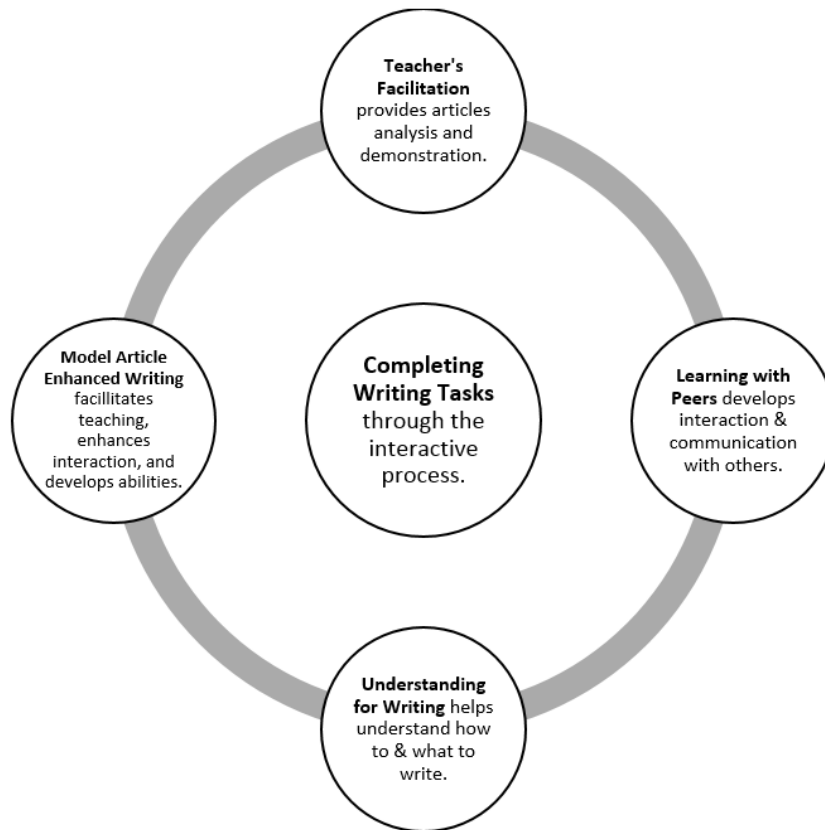 Teacher's
Facilitation
provides articles
analysis and
demonstration.
Model Article
Enhanced Writing
facillitates
teaching,
enhances
interaction, and
develops abilities.
Completing
Writing Tasks
through the
interactive
process.
Learning with
Peers develops
interaction &
communication
with others.
Understanding
for Writing helps
understand how
to & what to
write.